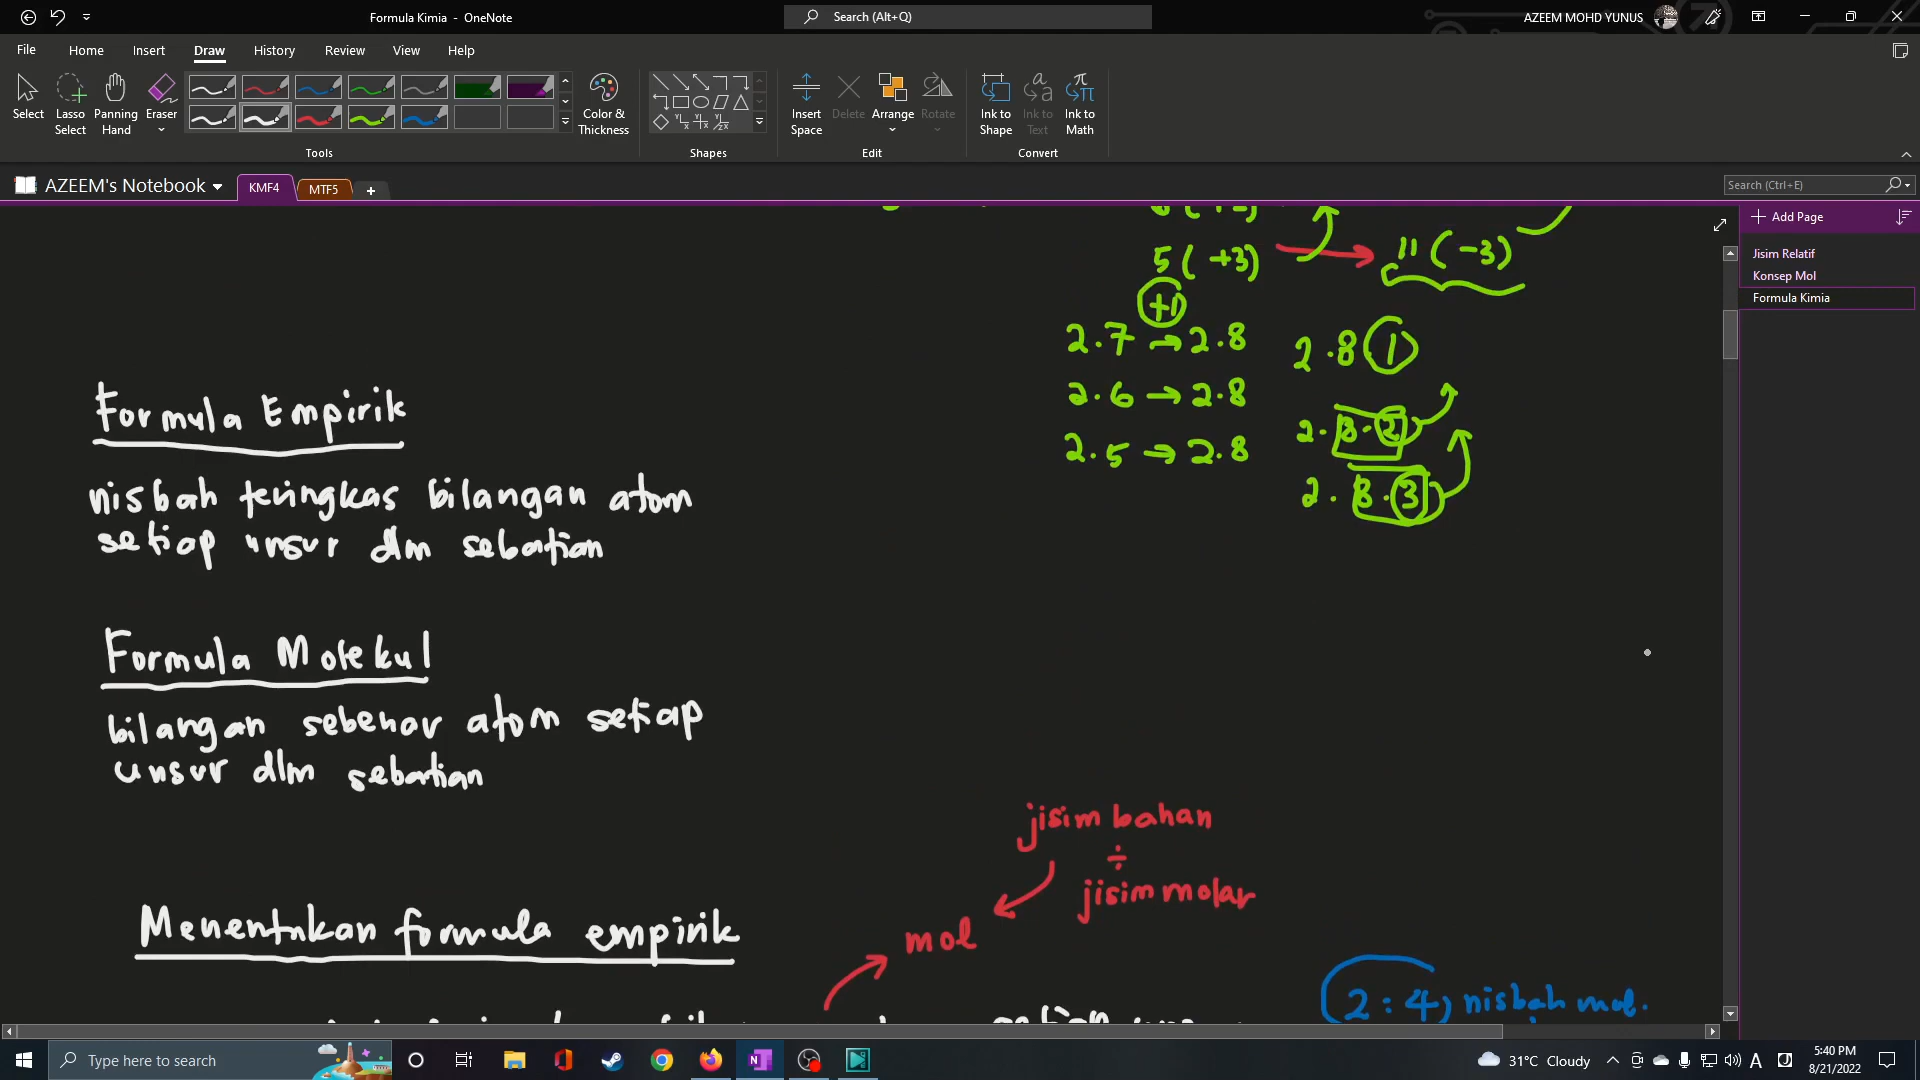 Formula Kimia - OneNote
Search (Alt+Q)
AZEEM MOHD YUNUS
File Home Insert Draw History Review View Help
Select
Lasso Select
Panning Hand
Eraser
Color & Thickness
Insert Space
Delete
Arrange
Rotate
Ink to Shape
Ink to Text
Ink to Math
Tools
Shapes
Edit
Convert
AZEEM's Notebook
KMF4
MTF5
Search (Ctrl+E)
Add Page
Jisim Relatif
Konsep Mol
Formula Kimia
5 (+3) → 11 (-3)
+1
2.7 → 2.8
2.6 → 2.8
2.5 → 2.8
2.8 1
2.8.2
2.8.3
Formula Empirik
nisbah teringkas bilangan atom
setiap unsur dlm sebatian
Formula Molekul
bilangan sebenar atom setiap
unsur dlm sebatian
jisim bahan
÷
jisim molar
mol
Menentukan formula empirik
2 : 4, nisbah mol.
Type here to search
31°C Cloudy
5:40 PM
8/21/2022